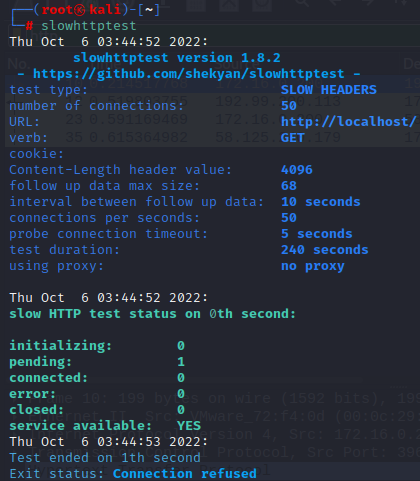 ┌──(root㉿kali)-[~]
└─# slowhttptest
Thu Oct  6 03:44:52 2022:
        slowhttptest version 1.8.2
 - https://github.com/shekyan/slowhttptest -
test type:                        SLOW HEADERS
number of connections:            50
URL:                              http://localhost/
verb:                             GET
cookie:
Content-Length header value:      4096
follow up data max size:          68
interval between follow up data:  10 seconds
connections per seconds:          50
probe connection timeout:         5 seconds
test duration:                    240 seconds
using proxy:                      no proxy

Thu Oct  6 03:44:52 2022:
slow HTTP test status on 0th second:

initializing:        0
pending:             1
connected:           0
error:               0
closed:              0
service available:   YES
Thu Oct  6 03:44:53 2022:
Test ended on 1th second
Exit status: Connection refused